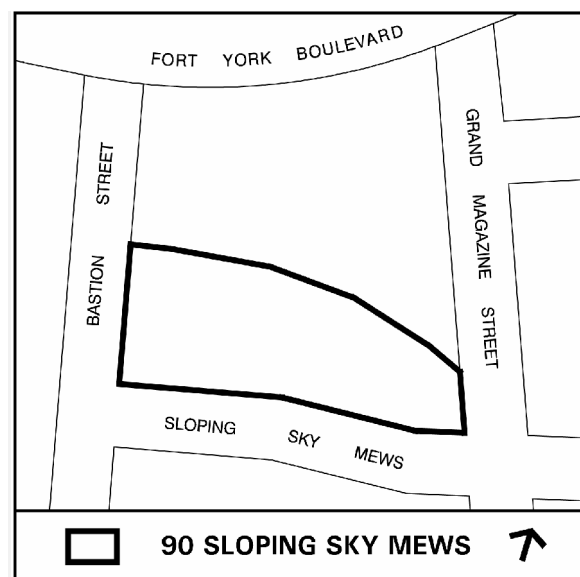 FORT YORK BOULEVARD
BASTION STREET
GRAND MAGAZINE STREET
SLOPING SKY MEWS
90 SLOPING SKY MEWS